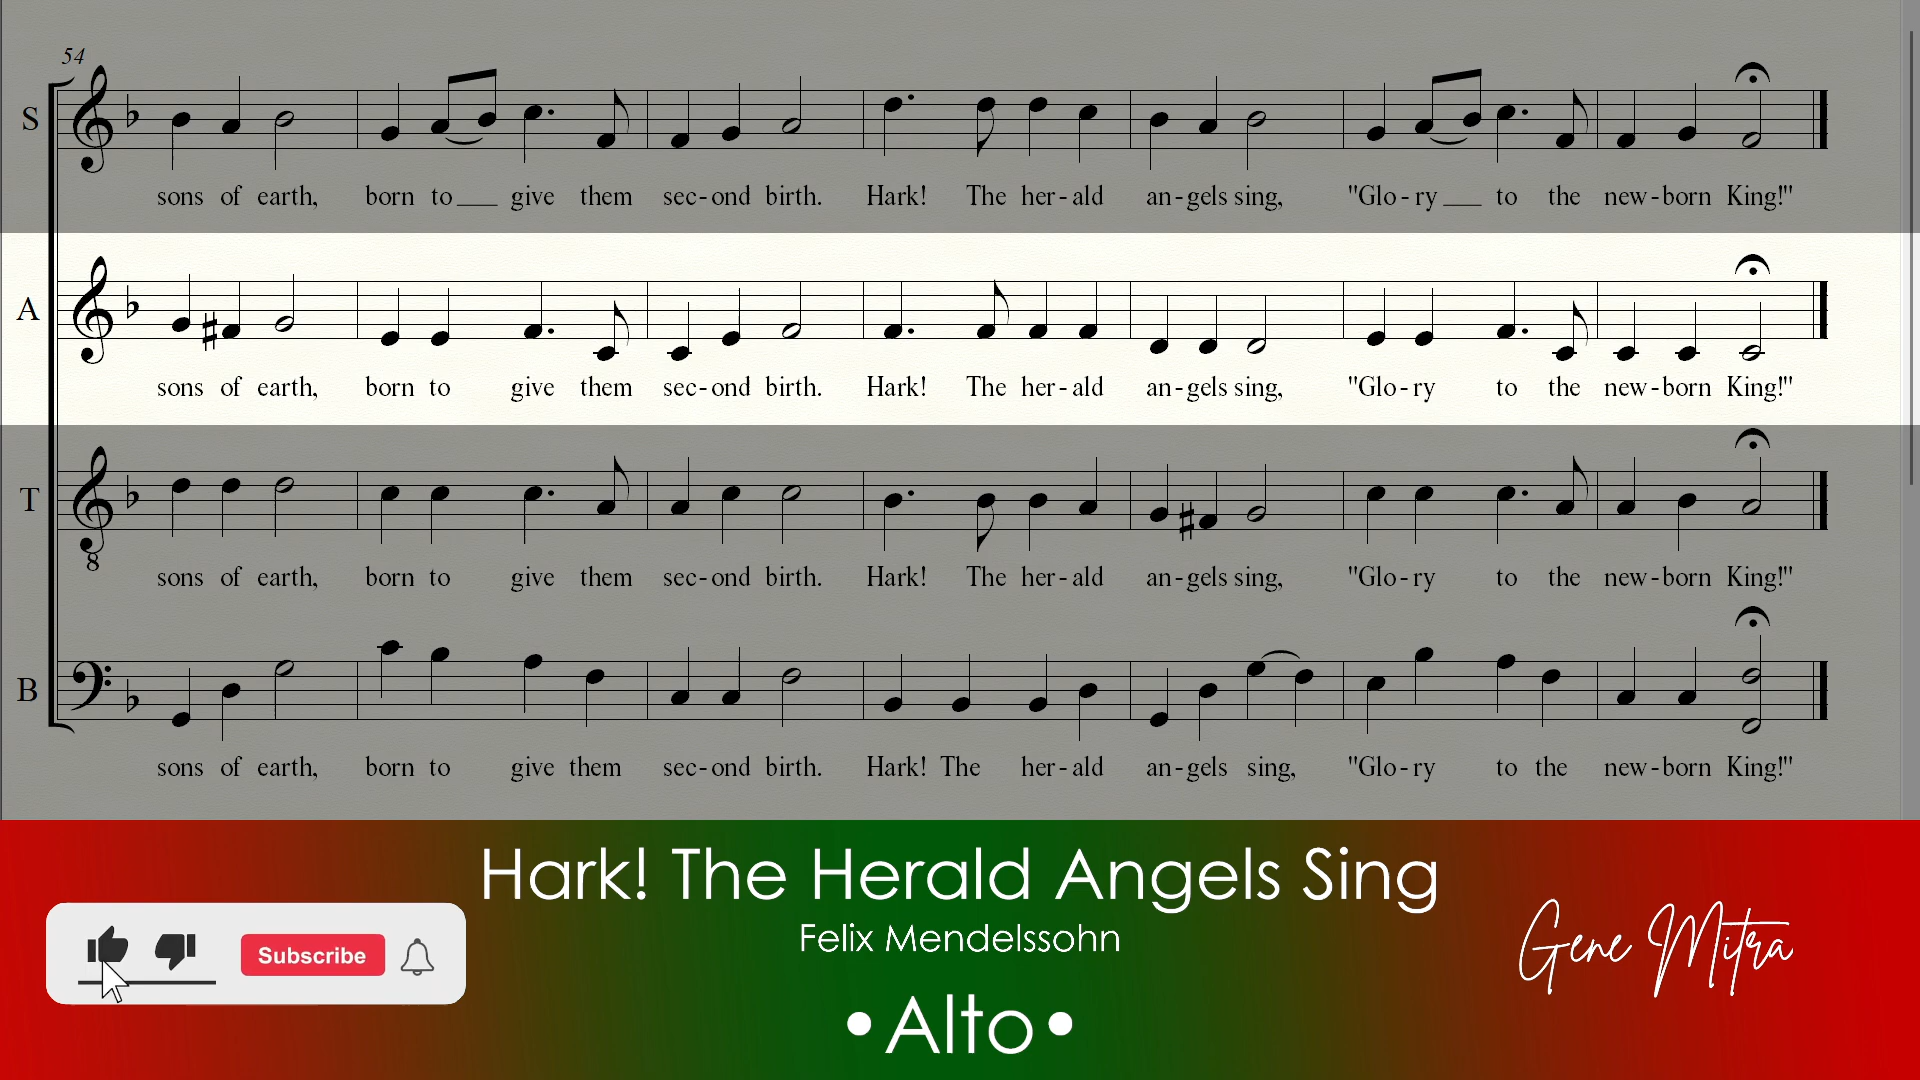 54
S
sons of earth, born to give them sec-ond birth. Hark! The her-ald an-gels sing, "Glo-ry to the new-born King!"
A
sons of earth, born to give them sec-ond birth. Hark! The her-ald an-gels sing, "Glo-ry to the new-born King!"
T
8
sons of earth, born to give them sec-ond birth. Hark! The her-ald an-gels sing, "Glo-ry to the new-born King!"
B
sons of earth, born to give them sec-ond birth. Hark! The her-ald an-gels sing, "Glo-ry to the new-born King!"
Hark! The Herald Angels Sing
Felix Mendelssohn
•Alto•
Subscribe
Gene Mitra